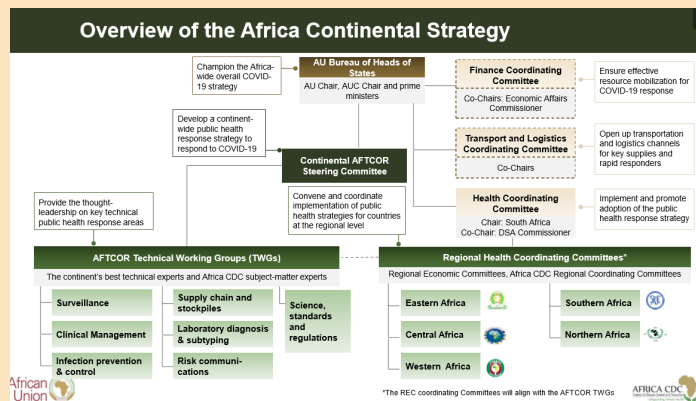 Overview of the Africa Continental Strategy
Champion the Africa-
wide overall COVID-
19 strategy
AU Bureau of Heads of
States
AU Chair, AUC Chair and prime
ministers
Finance Coordinating
Committee
Co-Chairs: Economic Affairs
Commissioner
Ensure effective
resource mobilization for
COVID-19 response
Develop a continent-
wide public health
response strategy to
respond to COVID-19
Continental AFTCOR
Steering Committee
Transport and Logistics
Coordinating Committee
Co-Chairs
Open up transportation
and logistics channels
for key supplies and
rapid responders
Provide the thought-
leadership on key technical
public health response areas
Convene and coordinate
implementation of public
health strategies for countries
at the regional level
Health Coordinating
Committee
Chair: South Africa
Co-Chair: DSA Commissioner
Implement and promote
adoption of the public
health response strategy
AFTCOR Technical Working Groups (TWGs)
The continent's best technical experts and Africa CDC subject-matter experts
Surveillance
Clinical Management
Infection prevention
& control
Supply chain and
stockpiles
Laboratory diagnosis
& subtyping
Risk communi-
cations
Science,
standards
and
regulations
Regional Health Coordinating Committees*
Regional Economic Committees, Africa CDC Regional Coordinating Committees
Eastern Africa
Central Africa
Western Africa
Southern Africa
Northern Africa
*The REC coordinating Committees will align with the AFTCOR TWGs
African
Union
AFRICA CDC